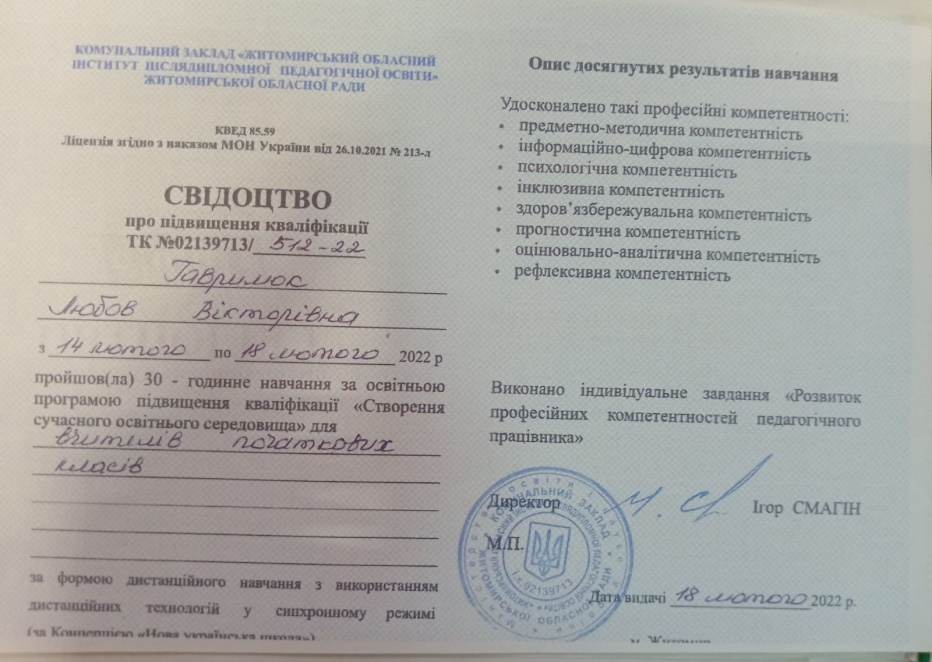 КОМУНАЛЬНИЙ ЗАКЛАД «ЖИТОМИРСЬКИЙ ОБЛАСНИЙ
ІНСТИТУТ ПІСЛЯДИПЛОМНОЇ ПЕДАГОГІЧНОЇ ОСВІТИ»
ЖИТОМИРСЬКОЇ ОБЛАСНОЇ РАДИ
КВЕД 85.59
Ліцензія згідно з наказом МОН України від 26.10.2021 № 213-л
СВІДОЦТВО
про підвищення кваліфікації
ТК №02139713/ 512-22
Гаврилюк
Любов Вікторівна
з 14 лютого по 18 лютого 2022 р
пройшов(ла) 30 - годинне навчання за освітньою
програмою підвищення кваліфікації «Створення
сучасного освітнього середовища» для
вчителів початкових
класів
за формою дистанційного навчання з використанням
дистанційних технологій у синхронному режимі
(за Концепцією «Нова українська школа»)
Опис досягнутих результатів навчання
Удосконалено такі професійні компетентності:
• предметно-методична компетентність
• інформаційно-цифрова компетентність
• психологічна компетентність
• інклюзивна компетентність
• здоров’язбережувальна компетентність
• прогностична компетентність
• оцінювально-аналітична компетентність
• рефлексивна компетентність
Виконано індивідуальне завдання «Розвиток
професійних компетентностей педагогічного
працівника»
Директор Ігор СМАГІН
М.П.
КОМУНАЛЬНИЙ ЗАКЛАД
ЖИТОМИРСЬКОЇ ОБЛАСНОЇ РАДИ
02139713
Дата видачі 18 лютого 2022 р.
м. Житомир